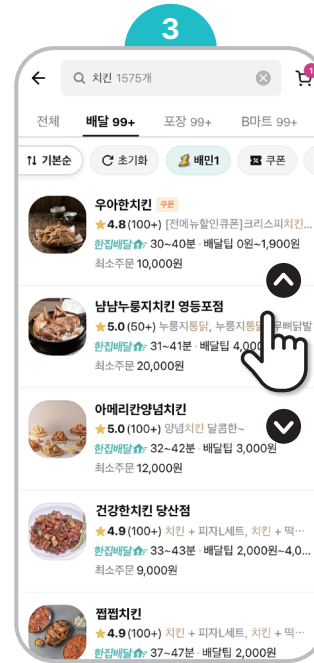 3
치킨 1575개
1
전체 배달 99+ 포장 99+ B마트 99+
기본순 초기화 배민1 쿠폰
우아한치킨 쿠폰
4.8(100+) [전메뉴할인쿠폰]크리스피치킨...
한집배달 30~40분 · 배달팁 0원~1,900원
최소주문 10,000원
냠냠누룽지치킨 영등포점
5.0(50+) 누룽지통닭, 누룽지통닭 무뼈닭발
한집배달 31~41분 · 배달팁 4,000
최소주문 20,000원
아메리칸양념치킨
5.0(100+) 양념치킨 달콤한~
한집배달 32~42분 · 배달팁 3,000원
최소주문 12,000원
건강한치킨 당산점
4.9(100+) 치킨 + 피자L세트, 치킨 + 떡...
한집배달 33~43분 · 배달팁 2,000원~4,0...
최소주문 9,000원
쩝쩝치킨
4.9(100+) 치킨 + 피자L세트, 치킨 + 떡...
한집배달 37~47분 · 배달팁 2,000원